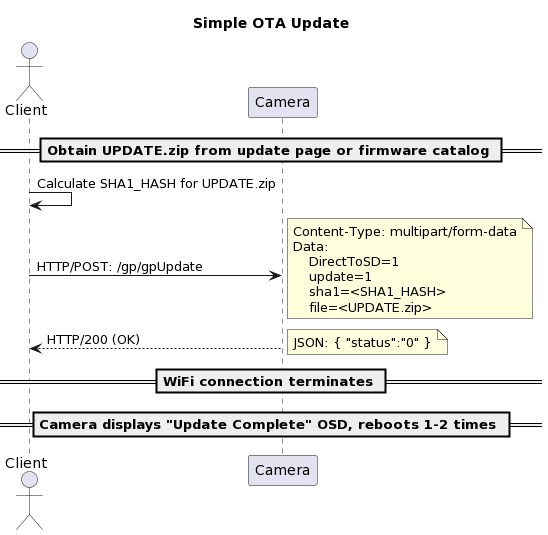 Simple OTA Update
Client
Camera
Obtain UPDATE.zip from update page or firmware catalog
Calculate SHA1_HASH for UPDATE.zip
Content-Type: multipart/form-data
Data:
DirectToSD=1
update=1
sha1=<SHA1_HASH>
file=<UPDATE.zip>
HTTP/POST: /gp/gpUpdate
HTTP/200 (OK)
JSON: { "status":"0" }
WiFi connection terminates
Camera displays "Update Complete" OSD, reboots 1-2 times
Client
Camera